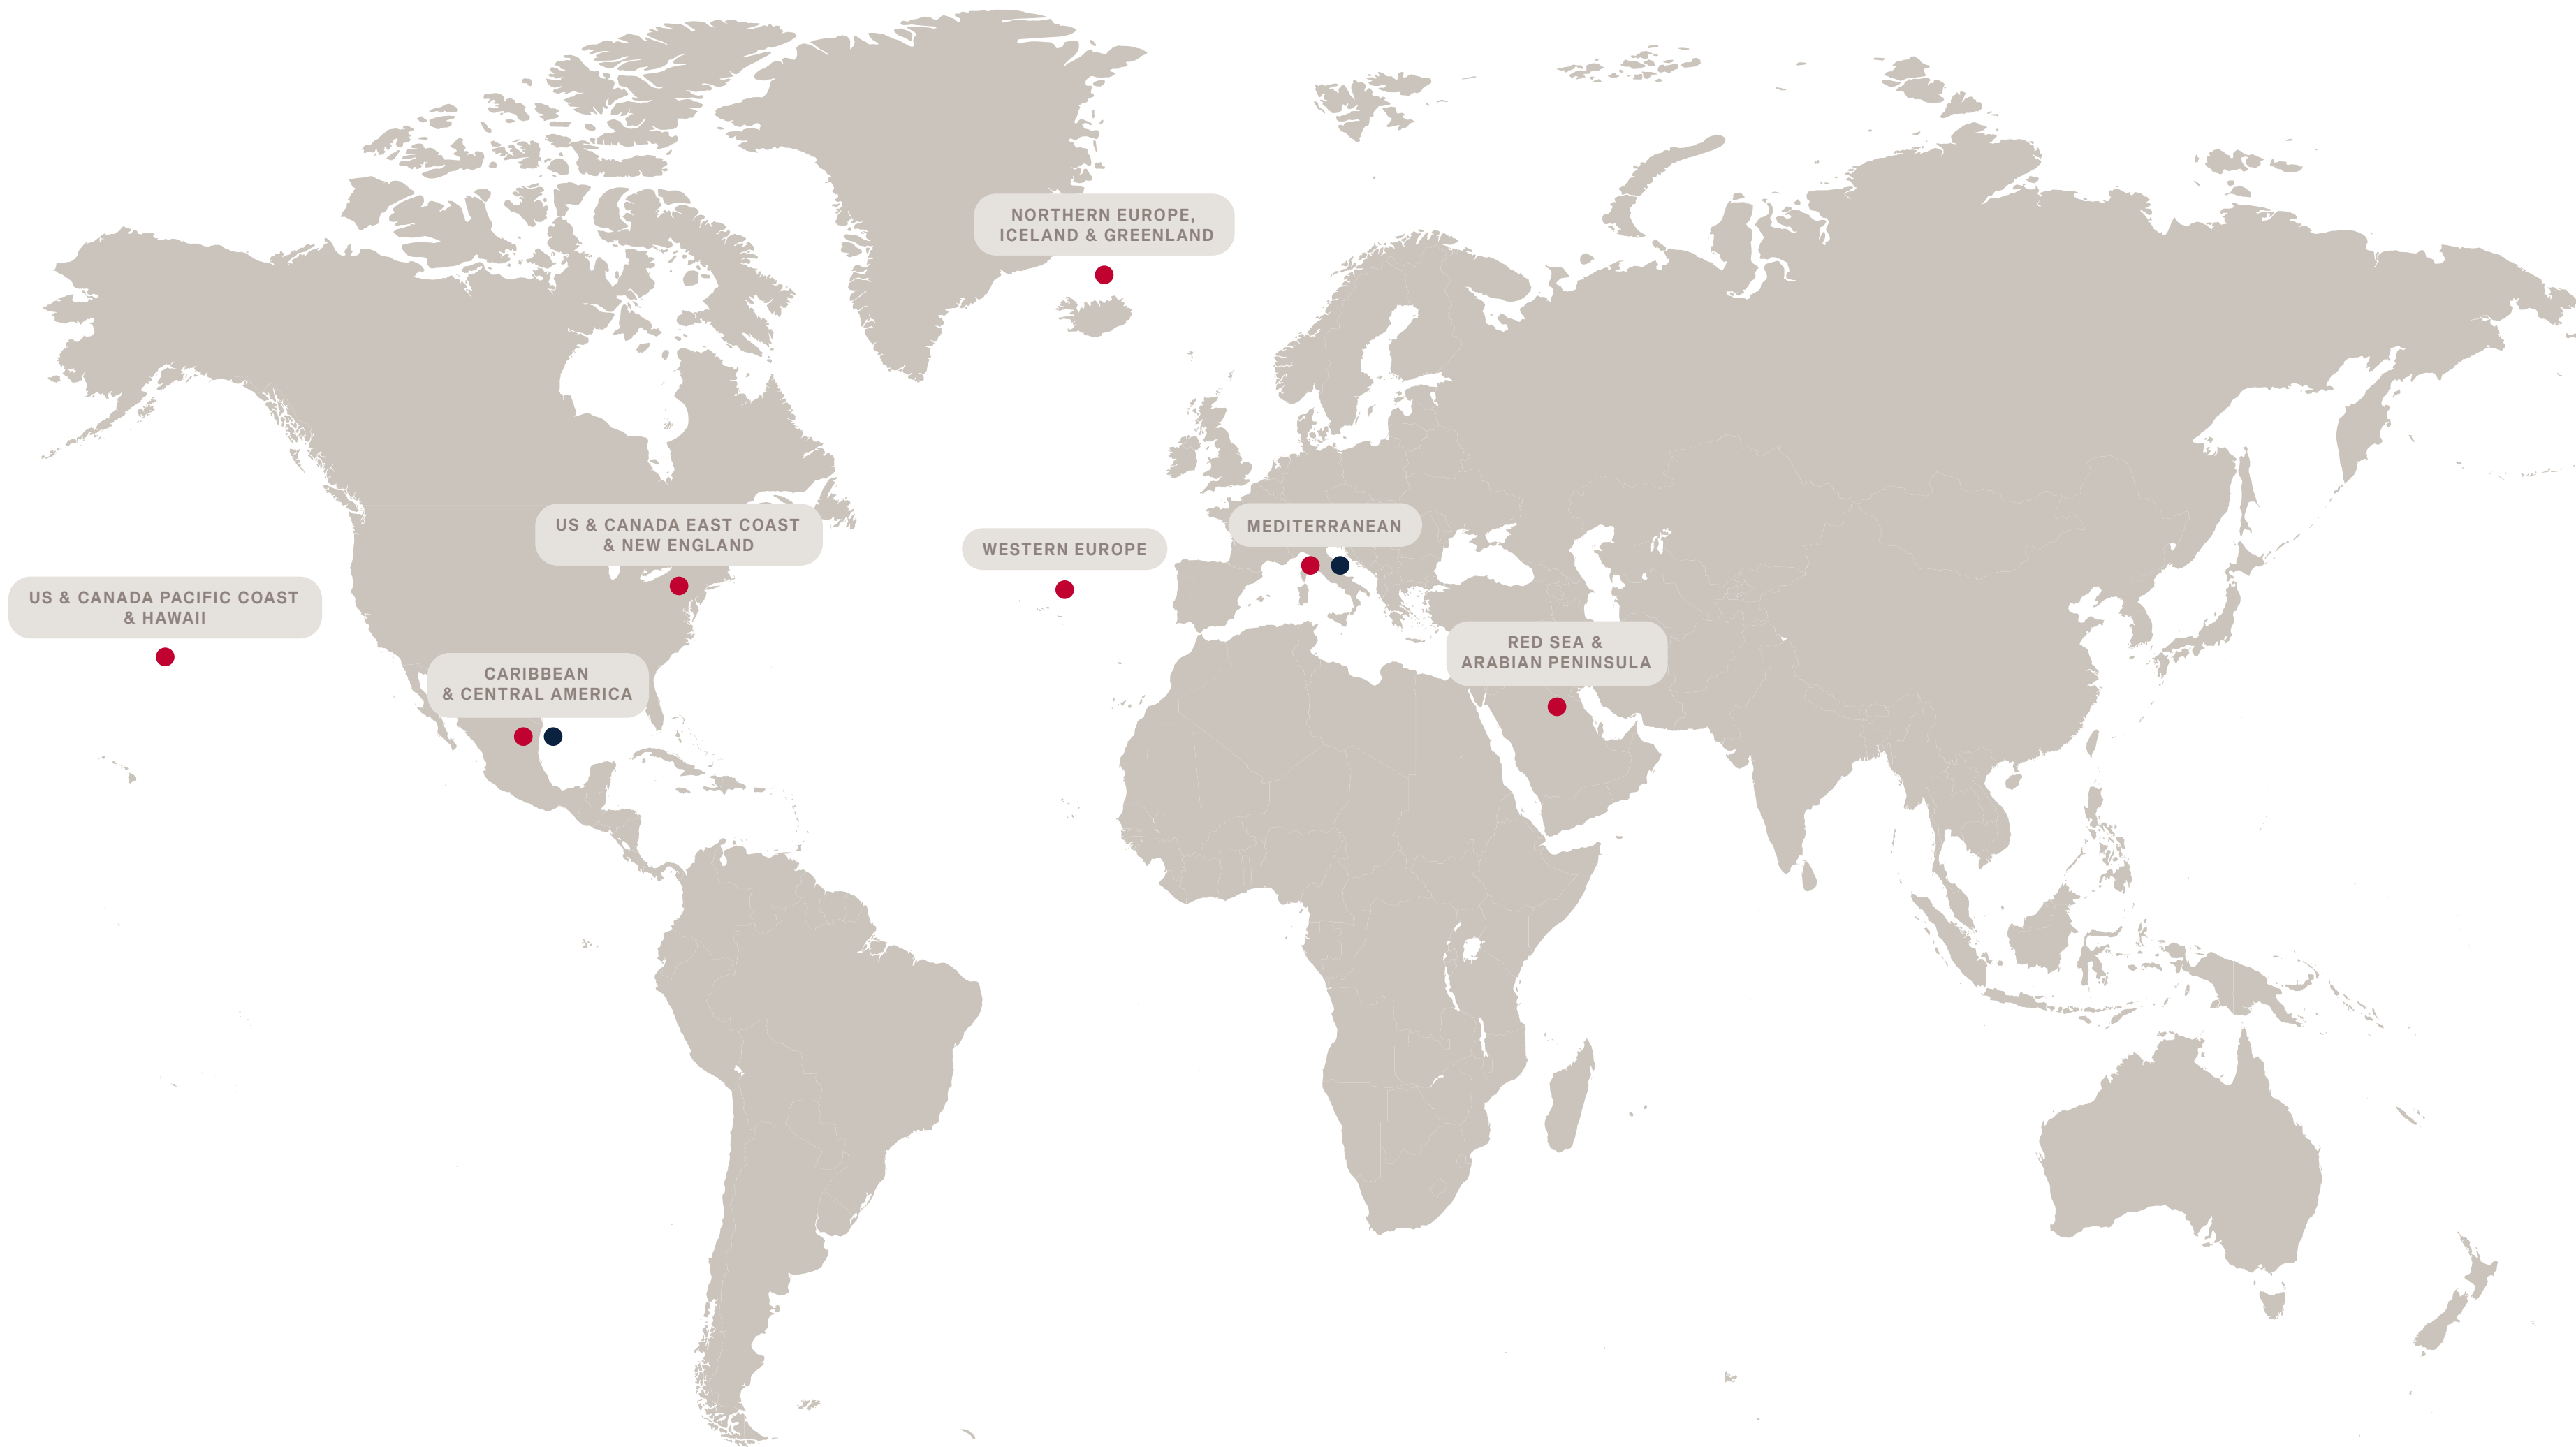 NORTHERN EUROPE,
ICELAND & GREENLAND
US & CANADA EAST COAST
& NEW ENGLAND
WESTERN EUROPE
MEDITERRANEAN
US & CANADA PACIFIC COAST
& HAWAII
RED SEA &
ARABIAN PENINSULA
CARIBBEAN
& CENTRAL AMERICA